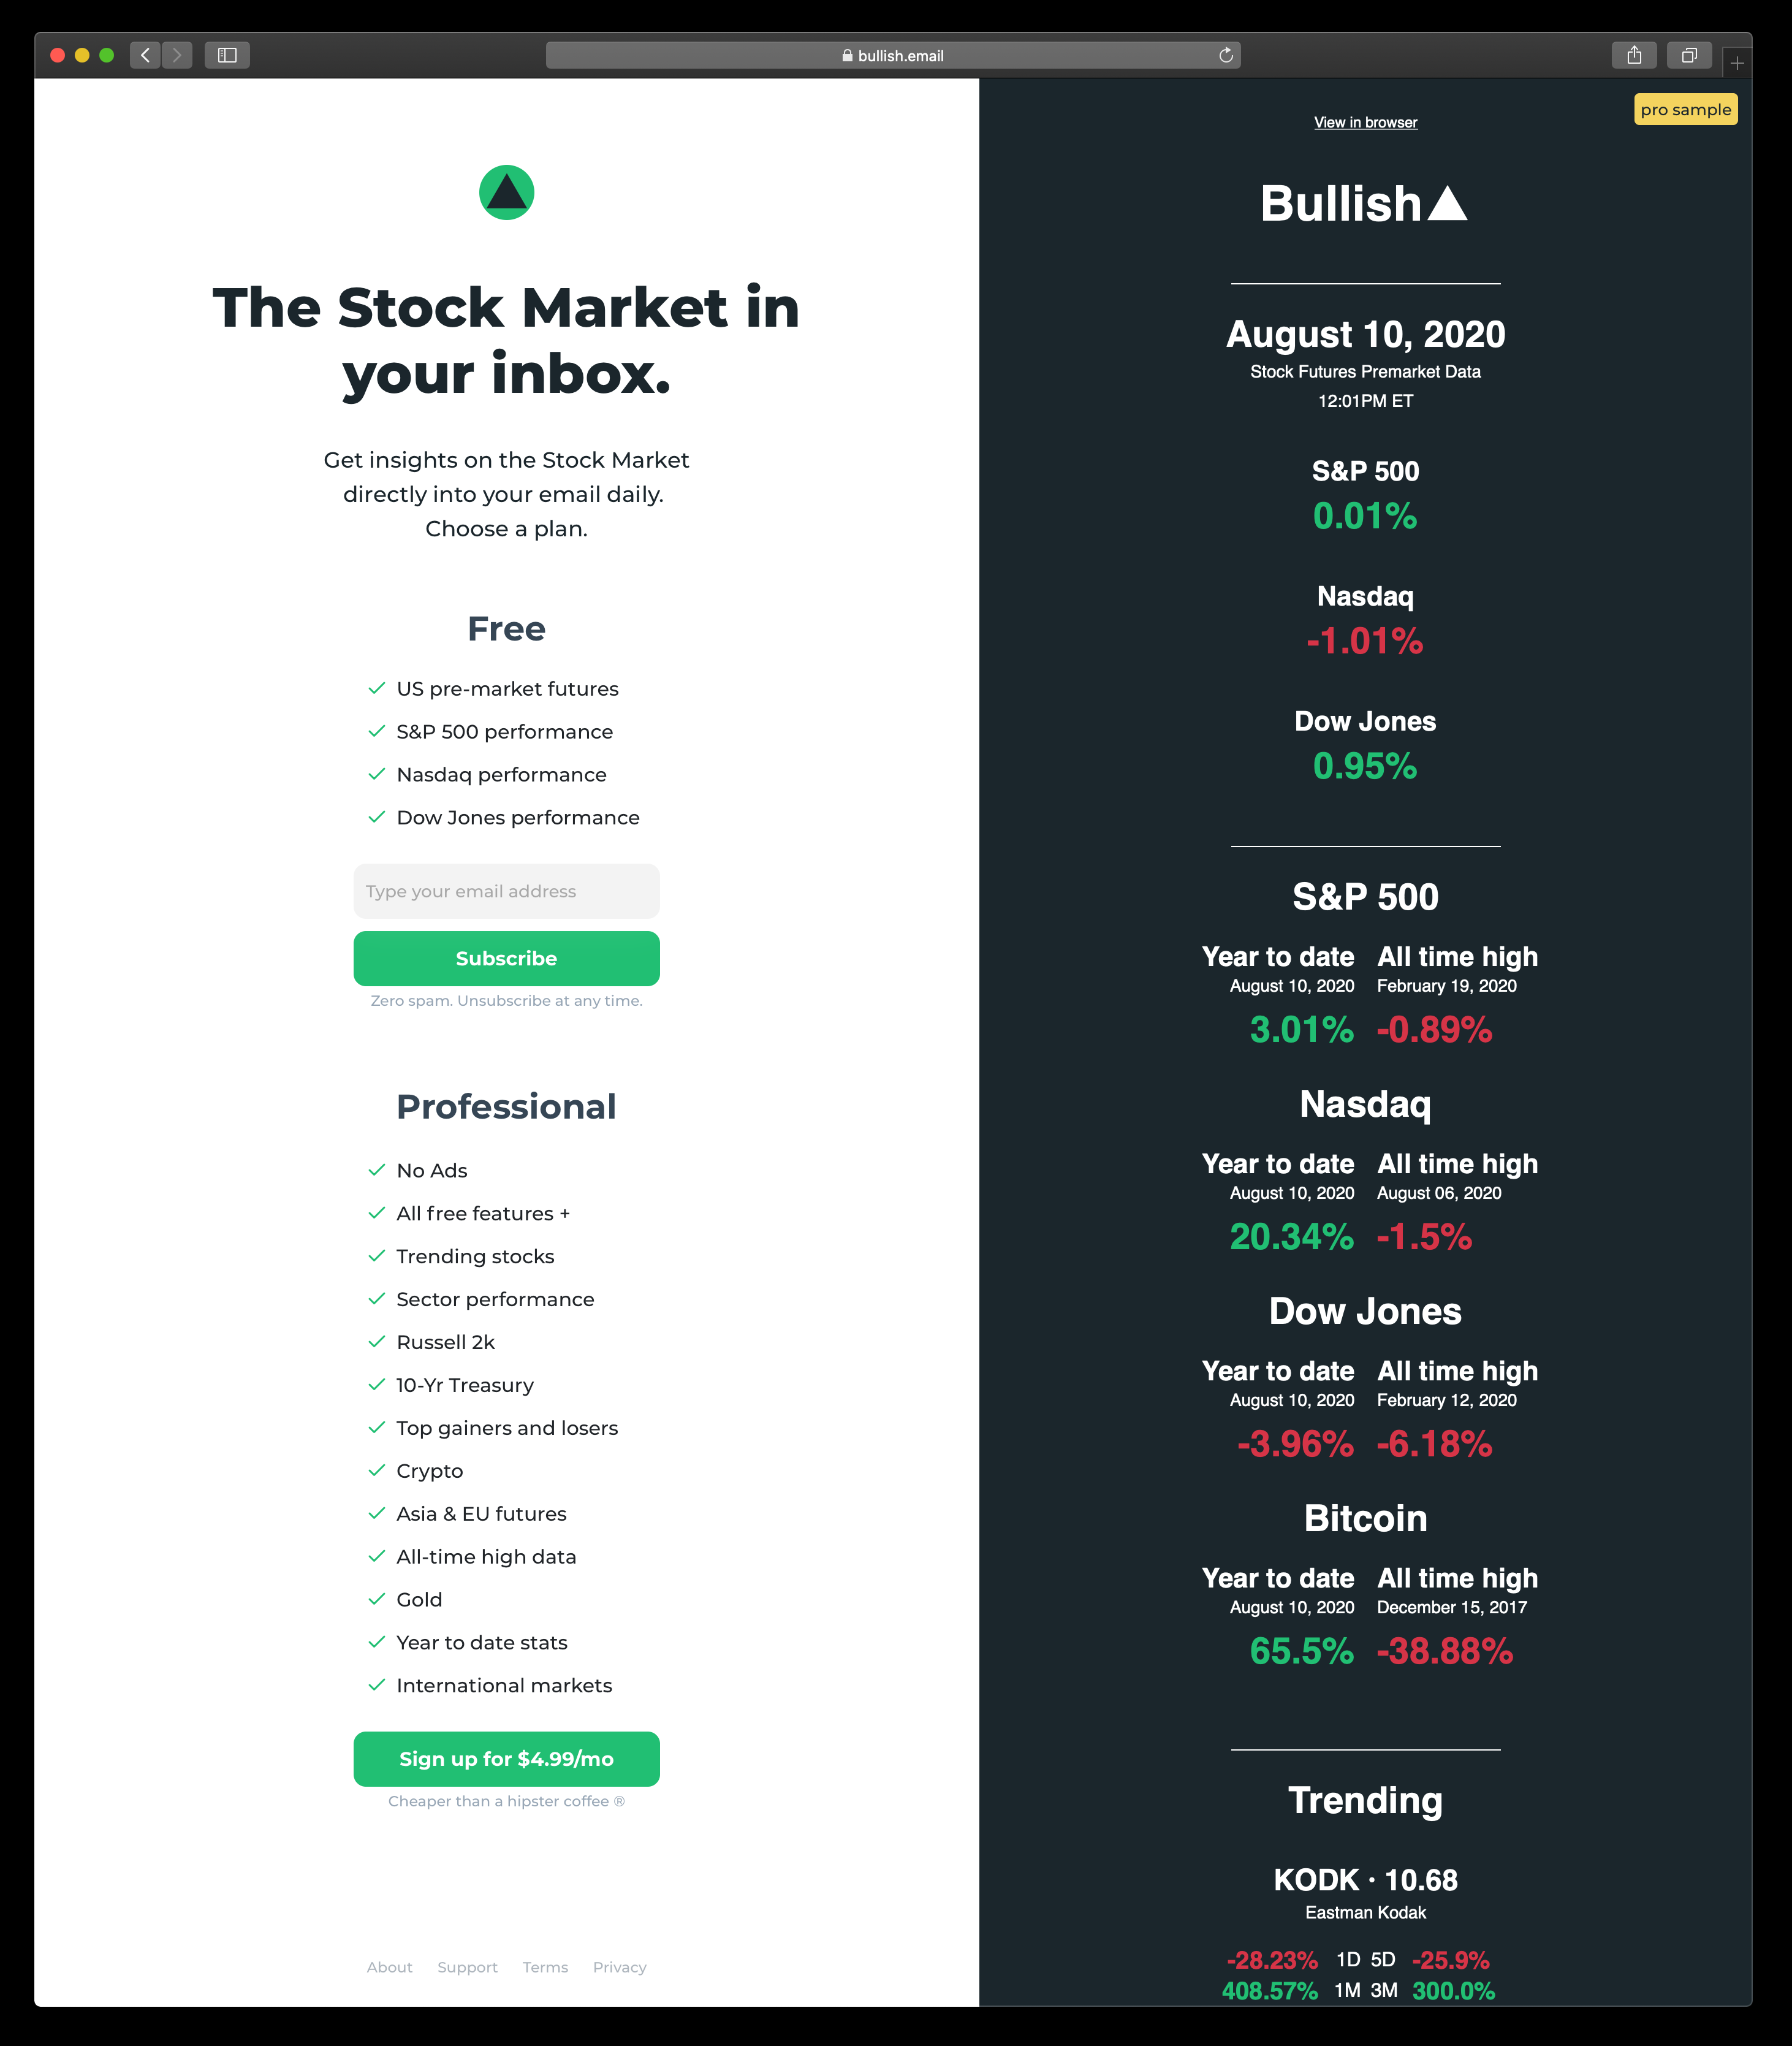 bullish.email
The Stock Market in
your inbox.
Get insights on the Stock Market
directly into your email daily.
Choose a plan.
Free
US pre-market futures
S&P 500 performance
Nasdaq performance
Dow Jones performance
Type your email address
Subscribe
Zero spam. Unsubscribe at any time.
Professional
No Ads
All free features +
Trending stocks
Sector performance
Russell 2k
10-Yr Treasury
Top gainers and losers
Crypto
Asia & EU futures
All-time high data
Gold
Year to date stats
International markets
Sign up for $4.99/mo
Cheaper than a hipster coffee ®
About Support Terms Privacy
pro sample
View in browser
Bullish
August 10, 2020
Stock Futures Premarket Data
12:01PM ET
S&P 500
0.01%
Nasdaq
-1.01%
Dow Jones
0.95%
S&P 500
Year to date All time high
August 10, 2020 February 19, 2020
3.01% -0.89%
Nasdaq
Year to date All time high
August 10, 2020 August 06, 2020
20.34% -1.5%
Dow Jones
Year to date All time high
August 10, 2020 February 12, 2020
-3.96% -6.18%
Bitcoin
Year to date All time high
August 10, 2020 December 15, 2017
65.5% -38.88%
Trending
KODK · 10.68
Eastman Kodak
-28.23% 1D 5D -25.9%
408.57% 1M 3M 300.0%